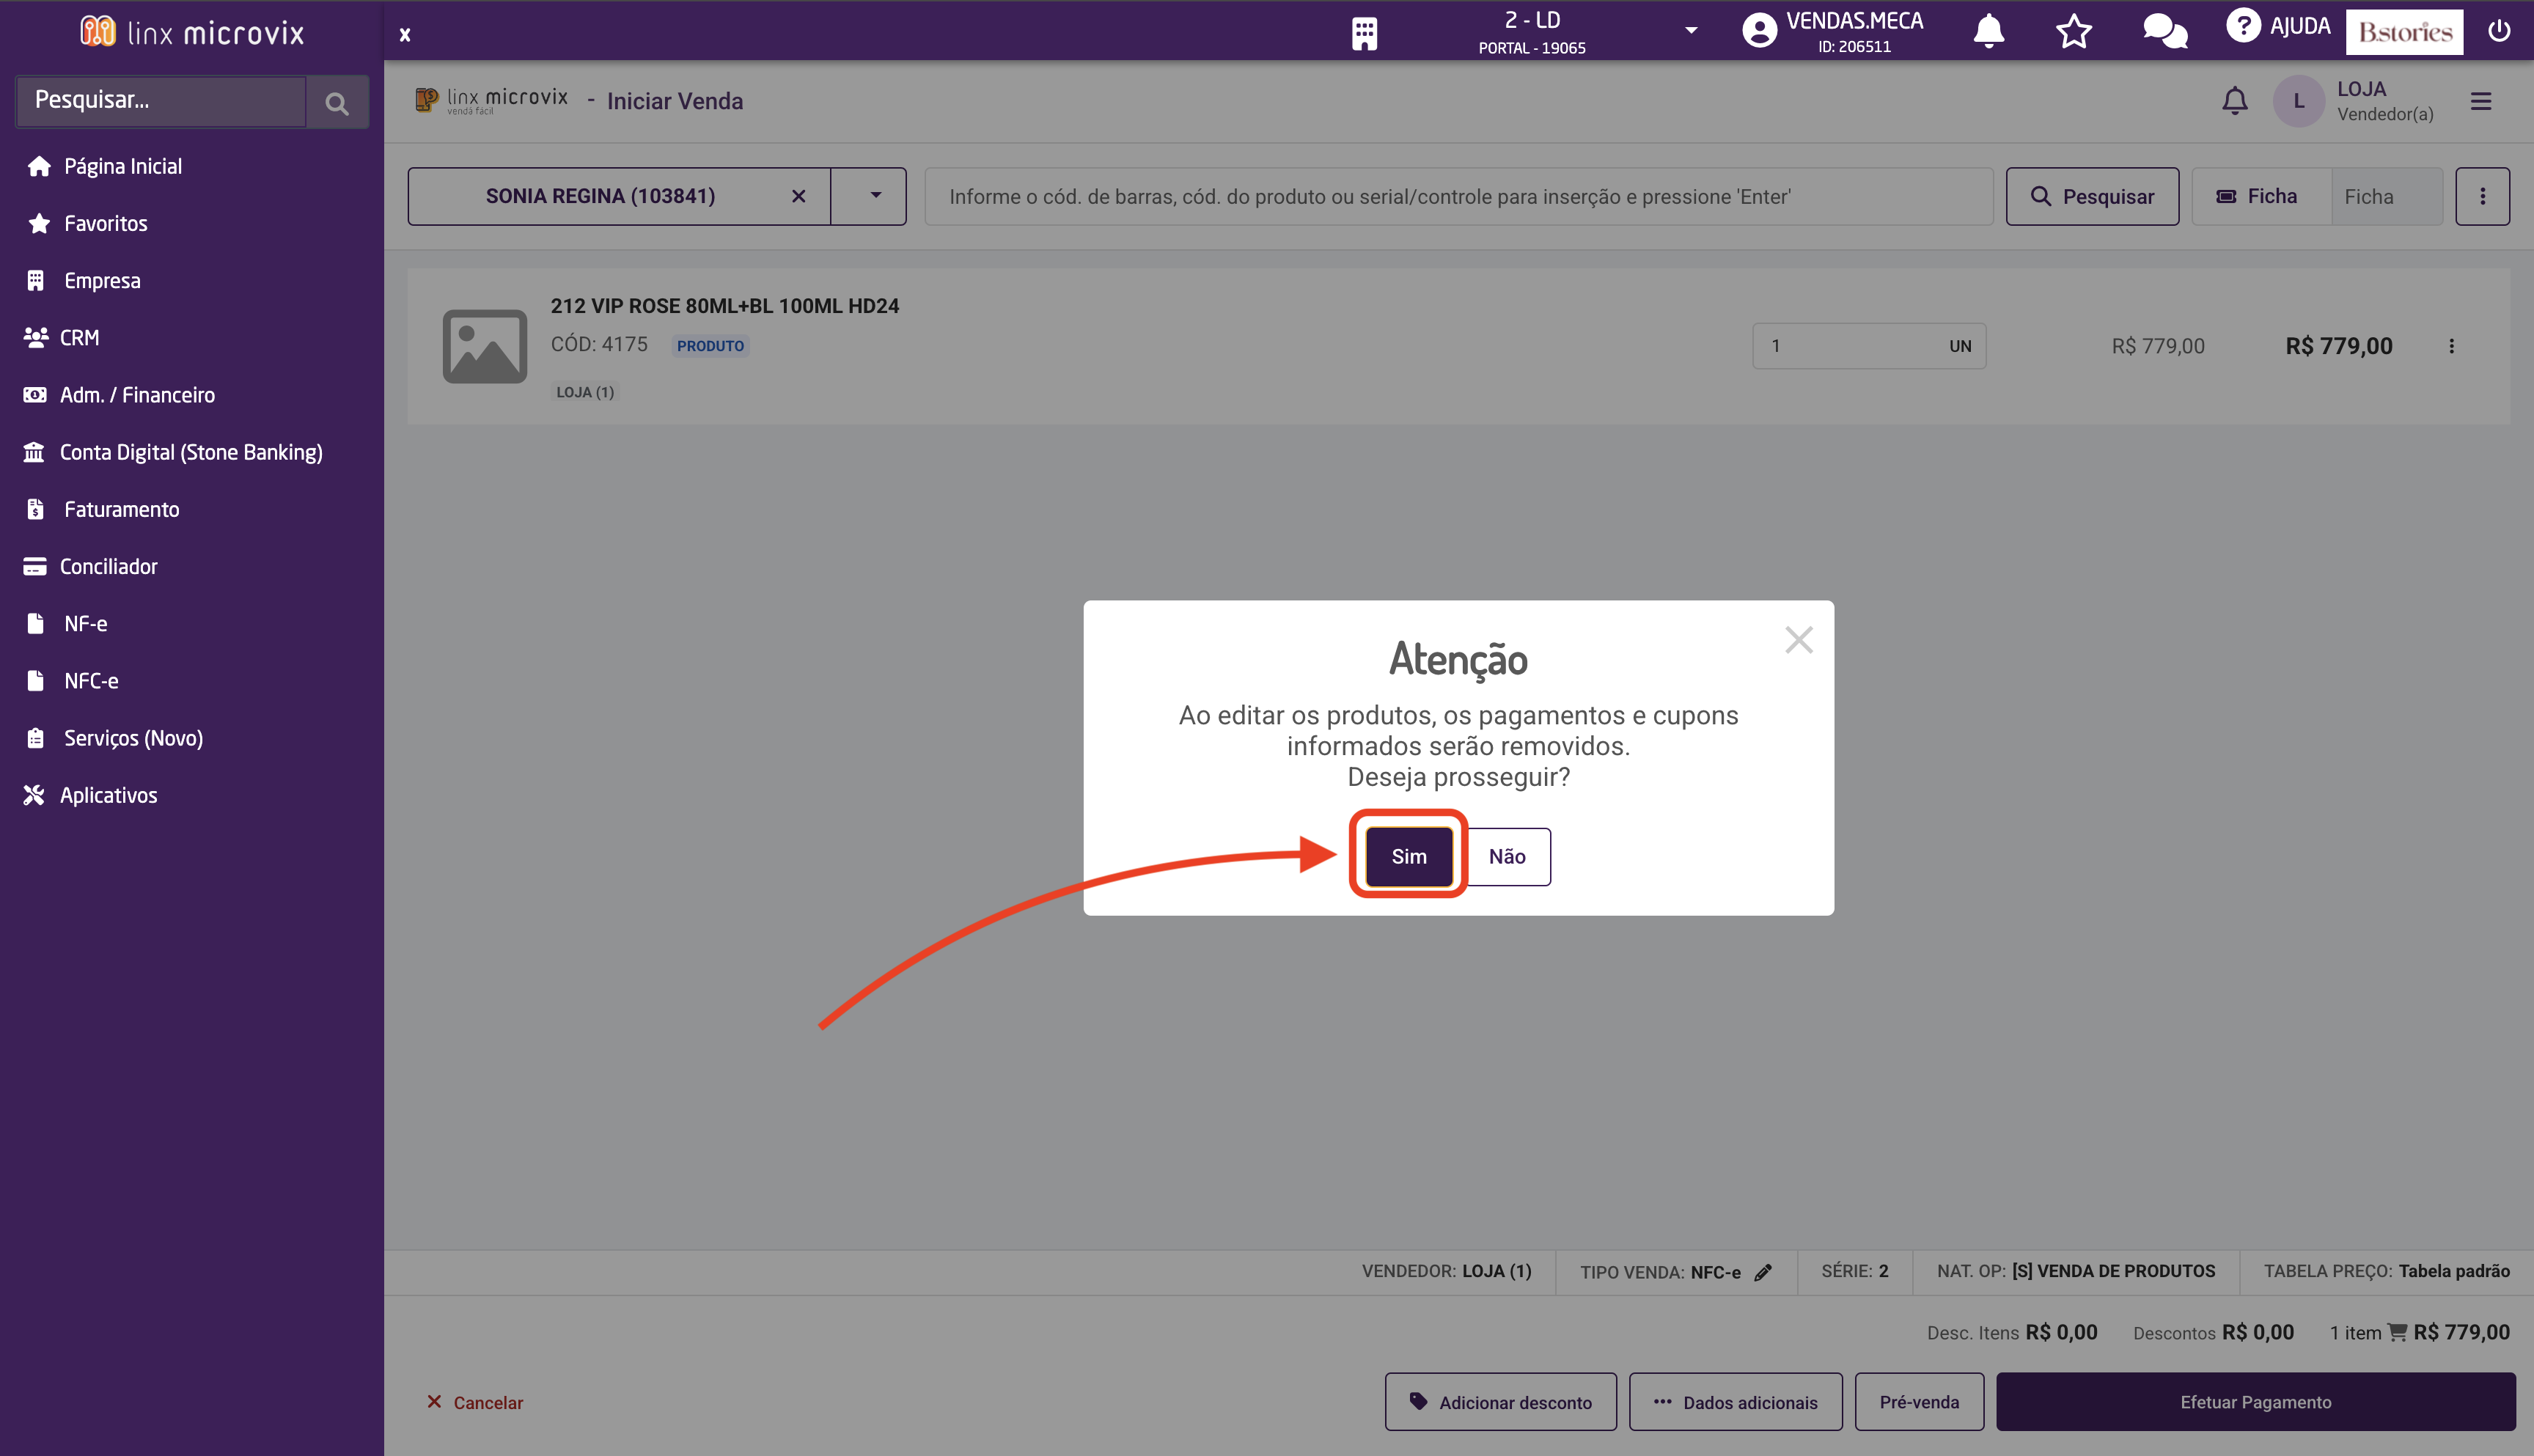 linx microvix
x
2 - LD
PORTAL - 19065
VENDAS.MECA
ID: 206511
AJUDA
B.stories
Pesquisar...
Página Inicial
Favoritos
Empresa
CRM
Adm. / Financeiro
Conta Digital (Stone Banking)
Faturamento
Conciliador
NF-e
NFC-e
Serviços (Novo)
Aplicativos
linx microvix
venda fácil
- Iniciar Venda
L
LOJA
Vendedor(a)
SONIA REGINA (103841)
Informe o cód. de barras, cód. do produto ou serial/controle para inserção e pressione 'Enter'
Pesquisar
Ficha
Ficha
212 VIP ROSE 80ML+BL 100ML HD24
CÓD: 4175 PRODUTO
LOJA (1)
1 UN
R$ 779,00
R$ 779,00
Atenção
Ao editar os produtos, os pagamentos e cupons
informados serão removidos.
Deseja prosseguir?
Sim
Não
VENDEDOR: LOJA (1)
TIPO VENDA: NFC-e
SÉRIE: 2
NAT. OP: [S] VENDA DE PRODUTOS
TABELA PREÇO: Tabela padrão
Desc. Itens R$ 0,00
Descontos R$ 0,00
1 item R$ 779,00
Cancelar
Adicionar desconto
Dados adicionais
Pré-venda
Efetuar Pagamento